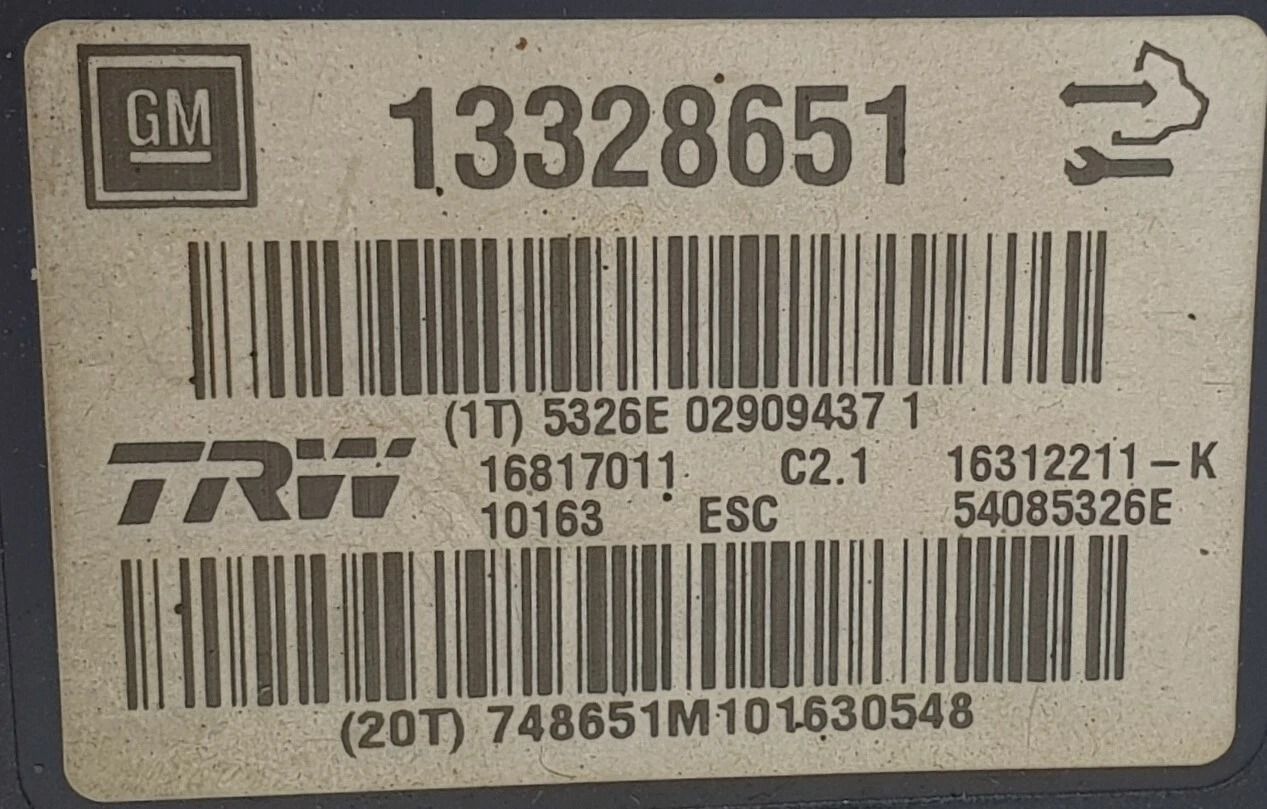 GM 13328651
(1T) 5326E 02909437 1
TRW 16817011 C2.1 16312211-K
10163 ESC 54085326E
(20T) 748651M101630548